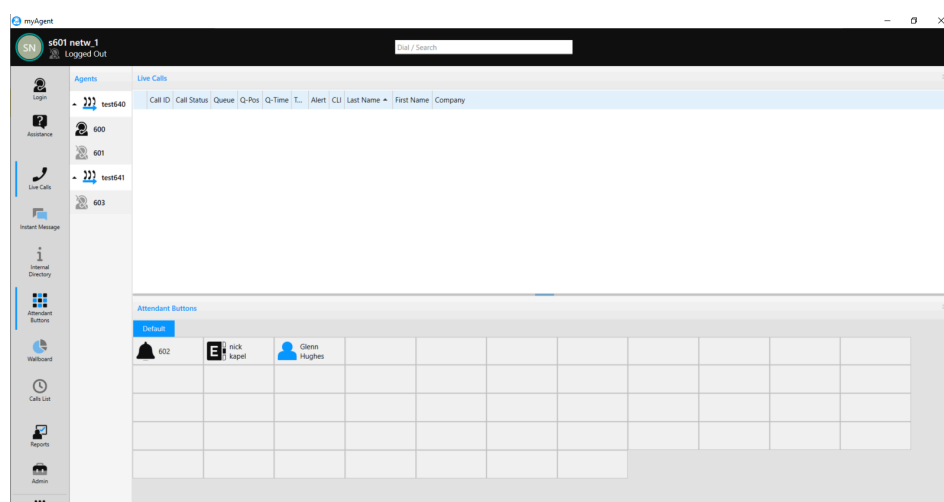 myAgent
SN
s601 netw_1
Logged Out
Dial / Search
Login
Assistance
Live Calls
Instant Message
Internal
Directory
Attendant
Buttons
Wallboard
Calls List
Reports
Admin
Agents
test640
600
601
test641
603
Live Calls
Call ID Call Status Queue Q-Pos Q-Time T... Alert CLI Last Name First Name Company
Attendant Buttons
Default
602
E
nick
kapel
Glenn
Hughes